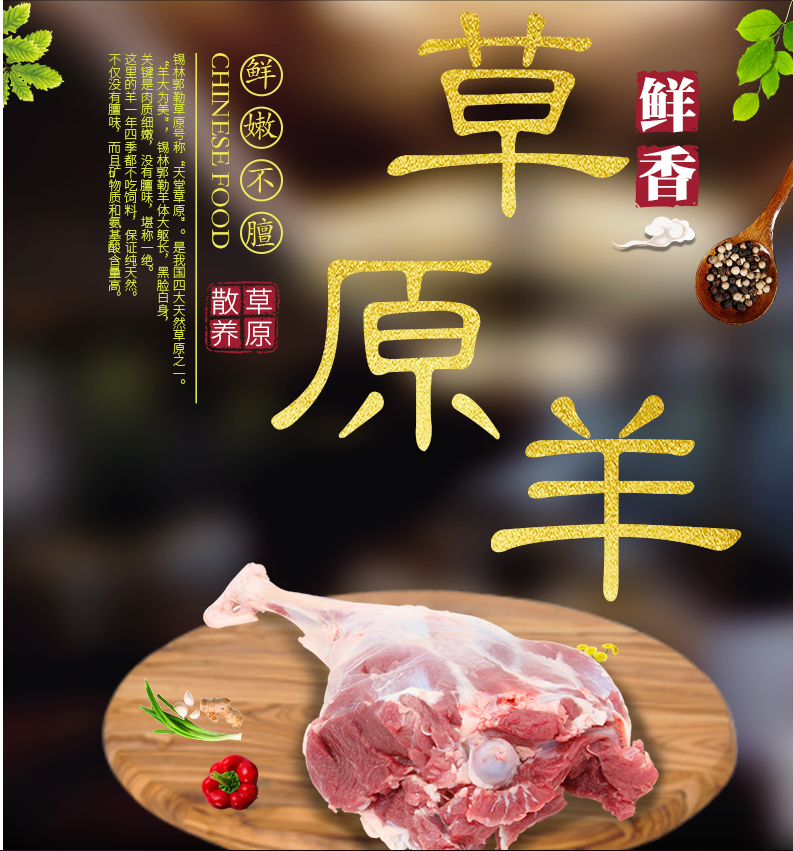 草原羊
鲜香
鲜嫩不膻
CHINESE FOOD
草原
散养
锡林郭勒草原号称“天堂草原”。是我国四大天然草原之一。
“羊大为美”，锡林郭勒羊体大躯长，黑脸白身，
关键是肉质细嫩，没有膻味，堪称一绝。
这里的羊一年四季都不吃饲料，保证纯天然。
不仅没有膻味，而且矿物质和氨基酸含量高。